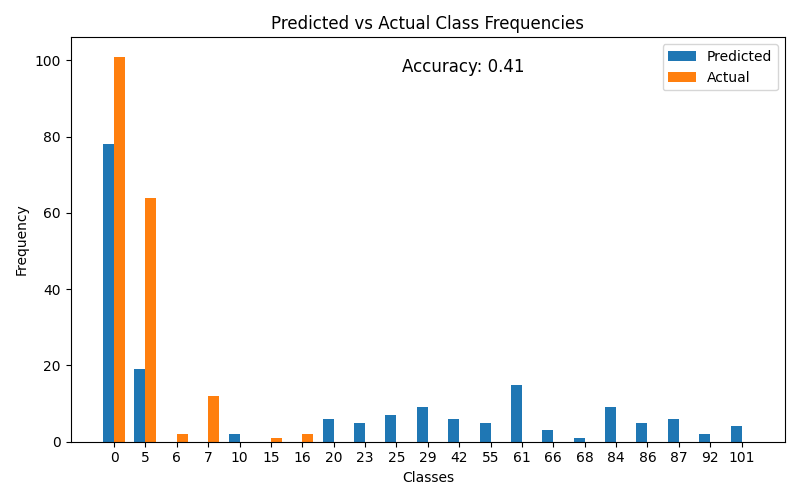 Predicted vs Actual Class Frequencies
Accuracy: 0.41
Predicted
Actual
Frequency
100
80
60
40
20
0
0 5 6 7 10 15 16 20 23 25 29 42 55 61 66 68 84 86 87 92 101
Classes